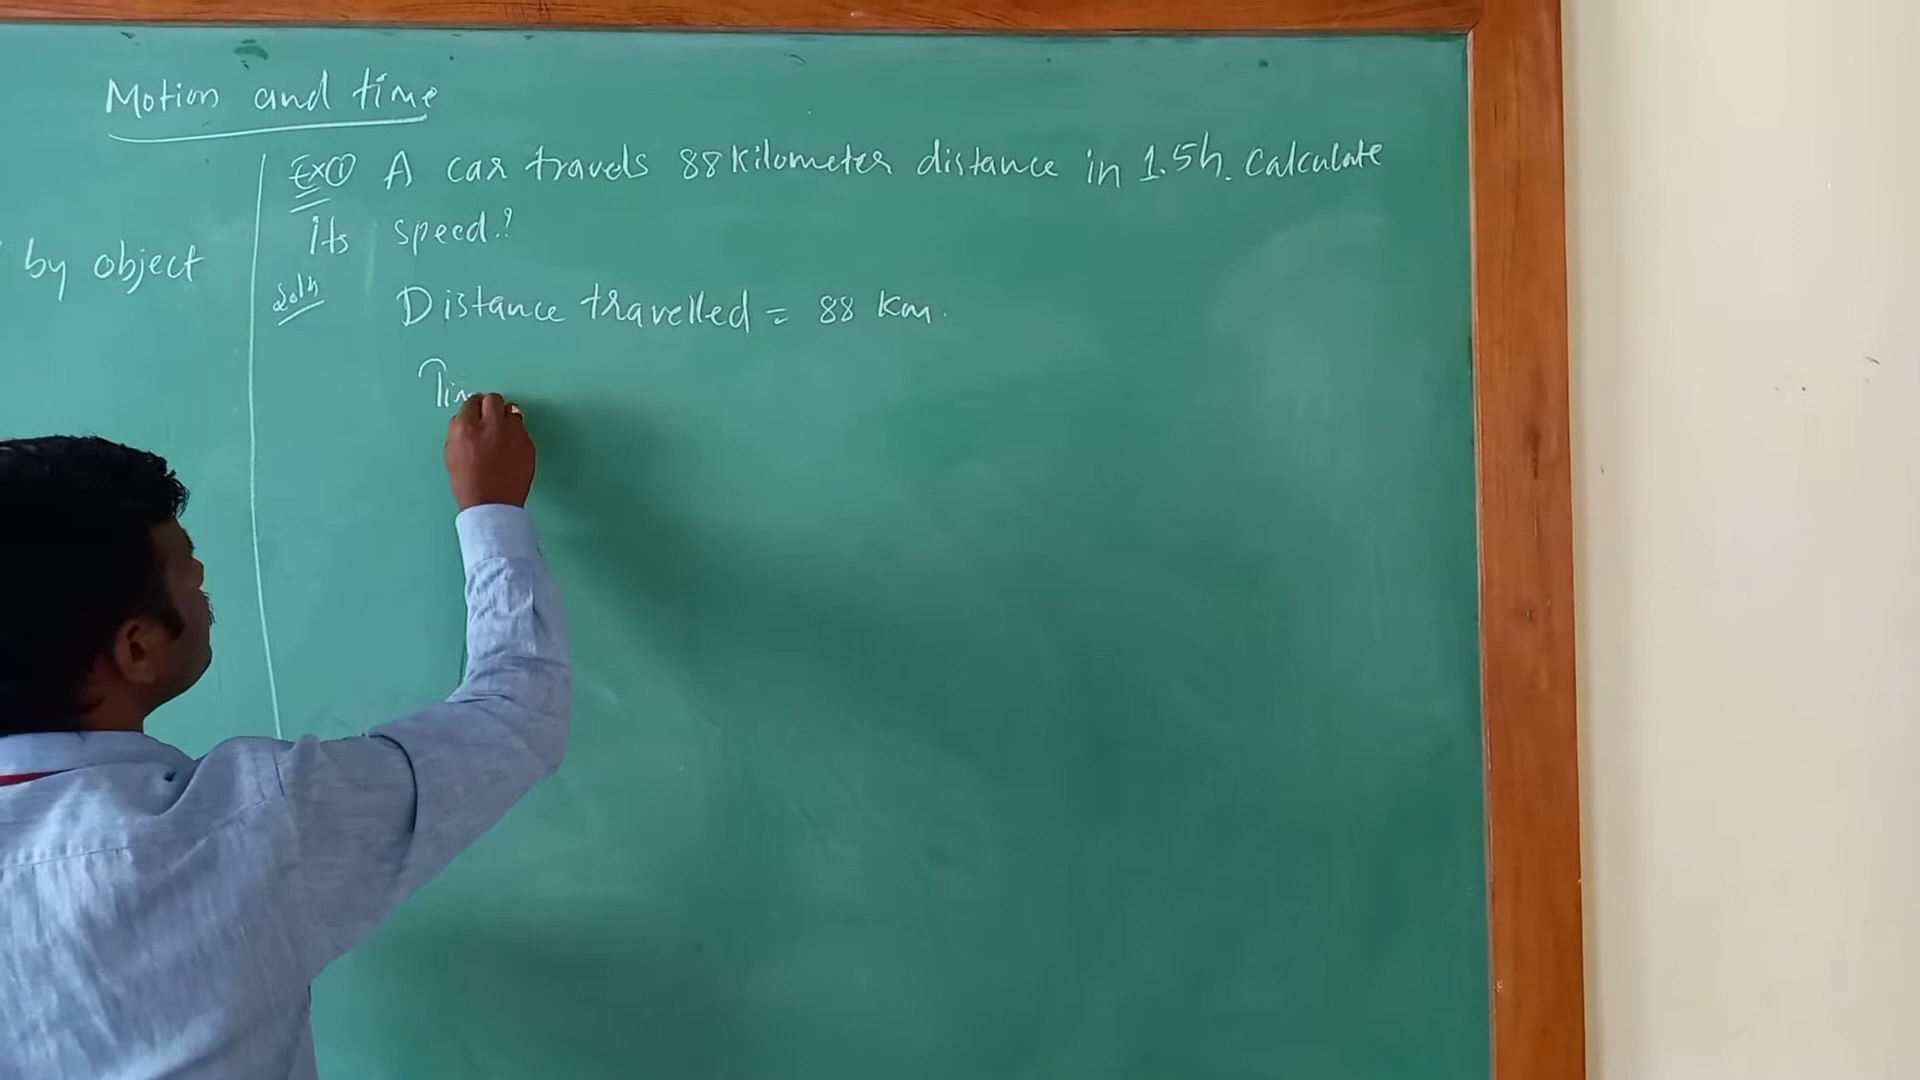 Motion and time
Ex① A car travels 88 Kilometer distance in 1.5h. Calculate
its speed.?
by object
Soln
Distance travelled = 88 Km.
Tim